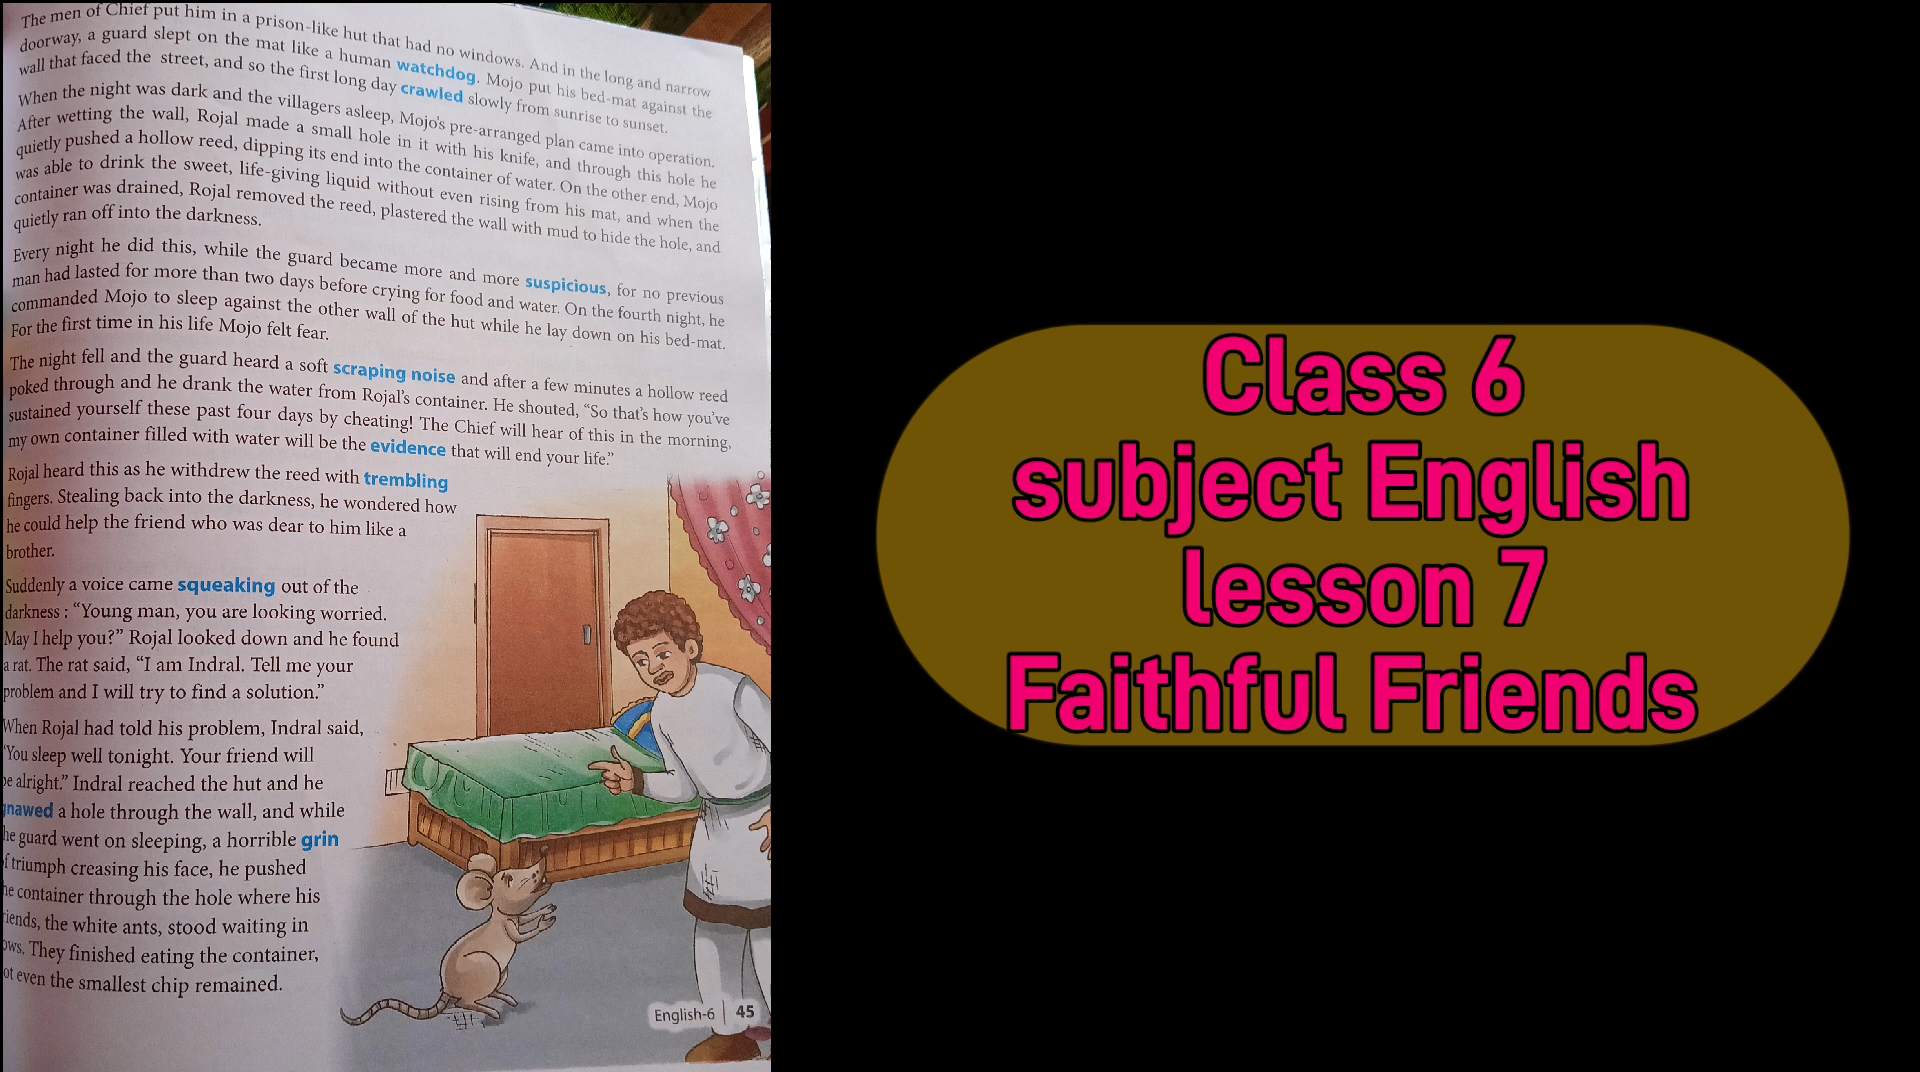 The men of Chief put him in a prison-like hut that had no windows. And in the long and narrow
doorway, a guard slept on the mat like a human watchdog. Mojo put his bed-mat against the
wall that faced the street, and so the first long day crawled slowly from sunrise to sunset.
When the night was dark and the villagers asleep, Mojo's pre-arranged plan came into operation.
After wetting the wall, Rojal made a small hole in it with his knife, and through this hole he
quietly pushed a hollow reed, dipping its end into the container of water. On the other end, Mojo
was able to drink the sweet, life-giving liquid without even rising from his mat, and when the
container was drained, Rojal removed the reed, plastered the wall with mud to hide the hole, and
quietly ran off into the darkness.
Every night he did this, while the guard became more and more suspicious, for no previous
man had lasted for more than two days before crying for food and water. On the fourth night, he
commanded Mojo to sleep against the other wall of the hut while he lay down on his bed-mat.
For the first time in his life Mojo felt fear.
The night fell and the guard heard a soft scraping noise and after a few minutes a hollow reed
poked through and he drank the water from Rojal's container. He shouted, “So that's how you've
sustained yourself these past four days by cheating! The Chief will hear of this in the morning,
my own container filled with water will be the evidence that will end your life.”
Rojal heard this as he withdrew the reed with trembling
fingers. Stealing back into the darkness, he wondered how
he could help the friend who was dear to him like a
brother.
Suddenly a voice came squeaking out of the
darkness : “Young man, you are looking worried.
May I help you?” Rojal looked down and he found
a rat. The rat said, “I am Indral. Tell me your
problem and I will try to find a solution.”
When Rojal had told his problem, Indral said,
“You sleep well tonight. Your friend will
be alright.” Indral reached the hut and he
gnawed a hole through the wall, and while
he guard went on sleeping, a horrible grin
f triumph creasing his face, he pushed
he container through the hole where his
riends, the white ants, stood waiting in
ows. They finished eating the container,
ot even the smallest chip remained.
English-6 | 45
Class 6
subject English
lesson 7
Faithful Friends